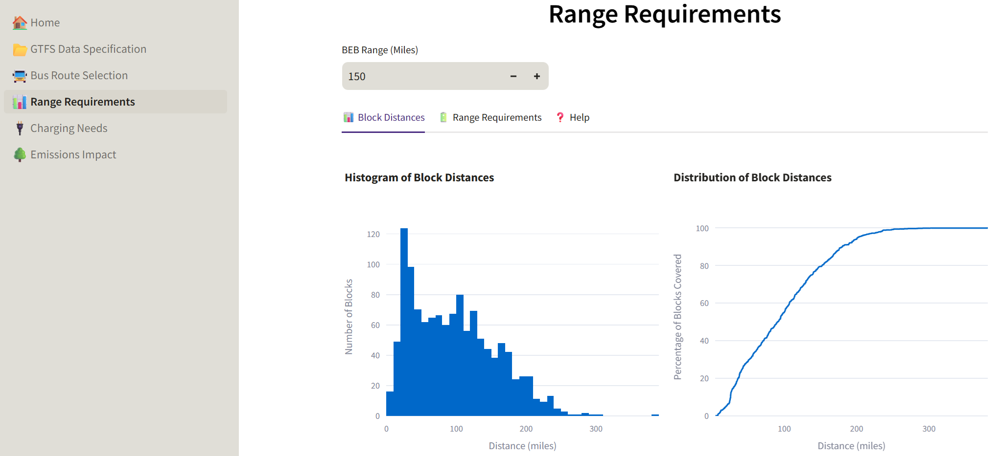 Home
GTFS Data Specification
Bus Route Selection
Range Requirements
Charging Needs
Emissions Impact
Range Requirements
BEB Range (Miles)
150
Block Distances
Range Requirements
Help
Histogram of Block Distances
120
100
80
60
40
20
0
Number of Blocks
0 100 200 300
Distance (miles)
Distribution of Block Distances
100
80
60
40
20
0
Percentage of Blocks Covered
100 200 300
Distance (miles)